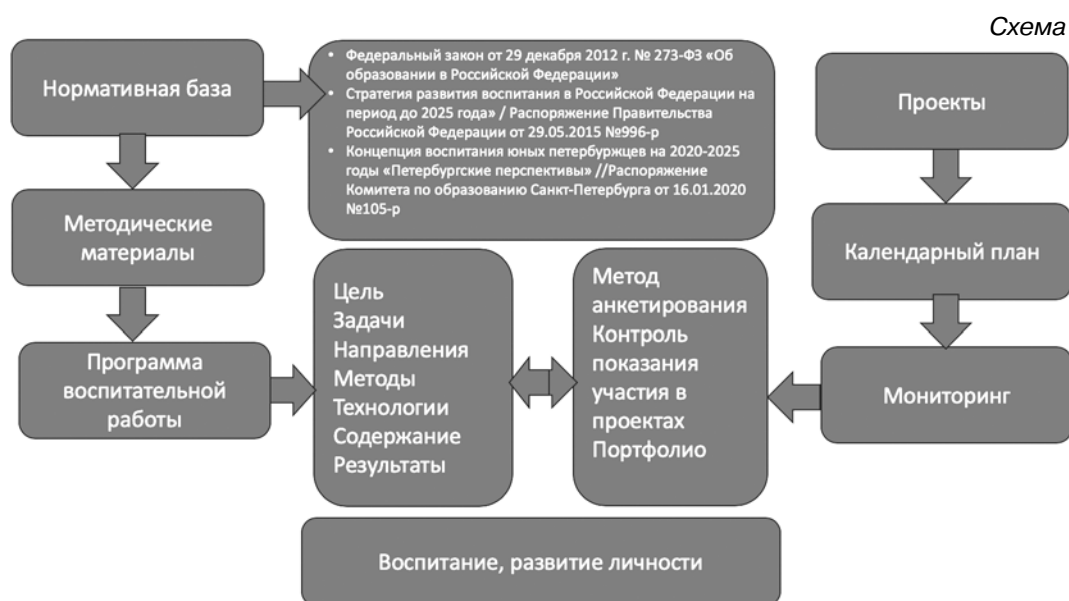 Схема
Нормативная база
• Федеральный закон от 29 декабря 2012 г. № 273-ФЗ «Об
образовании в Российской Федерации»
• Стратегия развития воспитания в Российской Федерации на
период до 2025 года» / Распоряжение Правительства
Российской Федерации от 29.05.2015 №996-р
• Концепция воспитания юных петербуржцев на 2020-2025
годы «Петербургские перспективы» //Распоряжение
Комитета по образованию Санкт-Петербурга от 16.01.2020
№105-р
Проекты
Методические
материалы
Календарный план
Программа
воспитательной
работы
Цель
Задачи
Направления
Методы
Технологии
Содержание
Результаты
Метод
анкетирования
Контроль
показания
участия в
проектах
Портфолио
Мониторинг
Воспитание, развитие личности